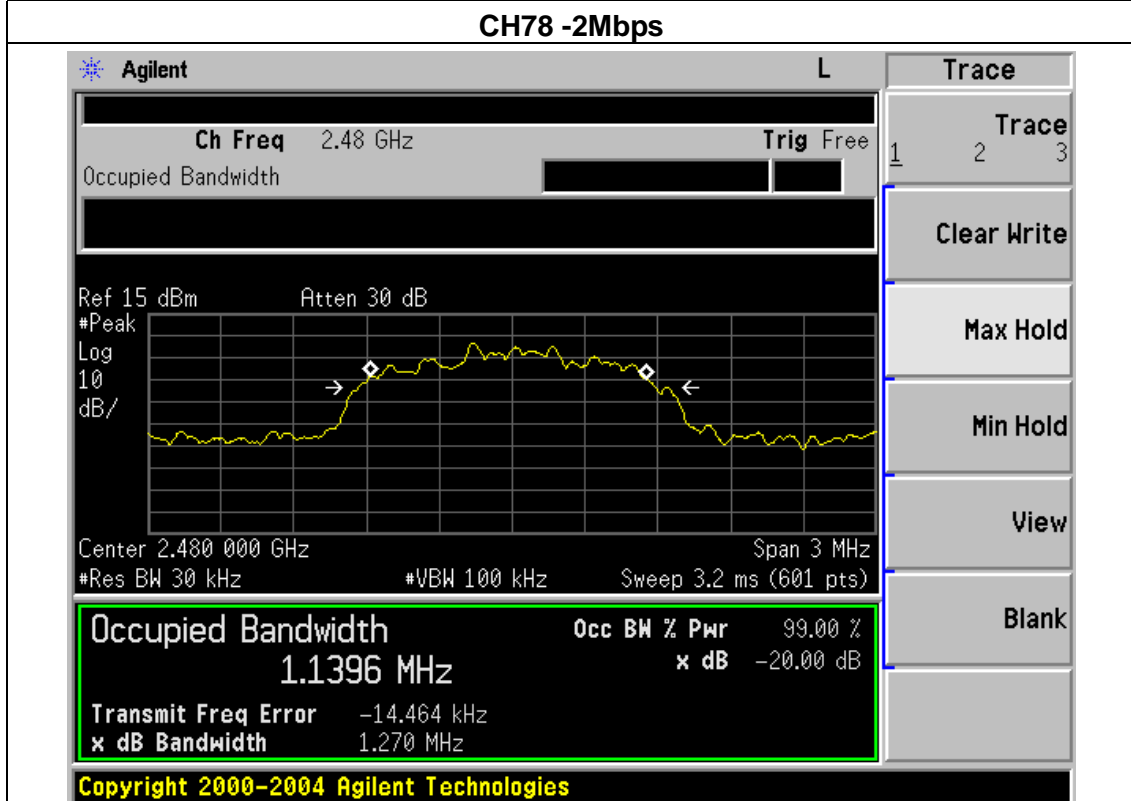 CH78 -2Mbps
Agilent L Trace
Ch Freq 2.48 GHz Trig Free
Occupied Bandwidth
Trace
1 2 3
Clear Write
Ref 15 dBm Atten 30 dB
#Peak
Log
10
dB/
Max Hold
Min Hold
View
Center 2.480 000 GHz Span 3 MHz
#Res BW 30 kHz #VBW 100 kHz Sweep 3.2 ms (601 pts)
Occupied Bandwidth Occ BW % Pwr 99.00 %
1.1396 MHz x dB -20.00 dB
Blank
Transmit Freq Error -14.464 kHz
x dB Bandwidth 1.270 MHz
Copyright 2000-2004 Agilent Technologies